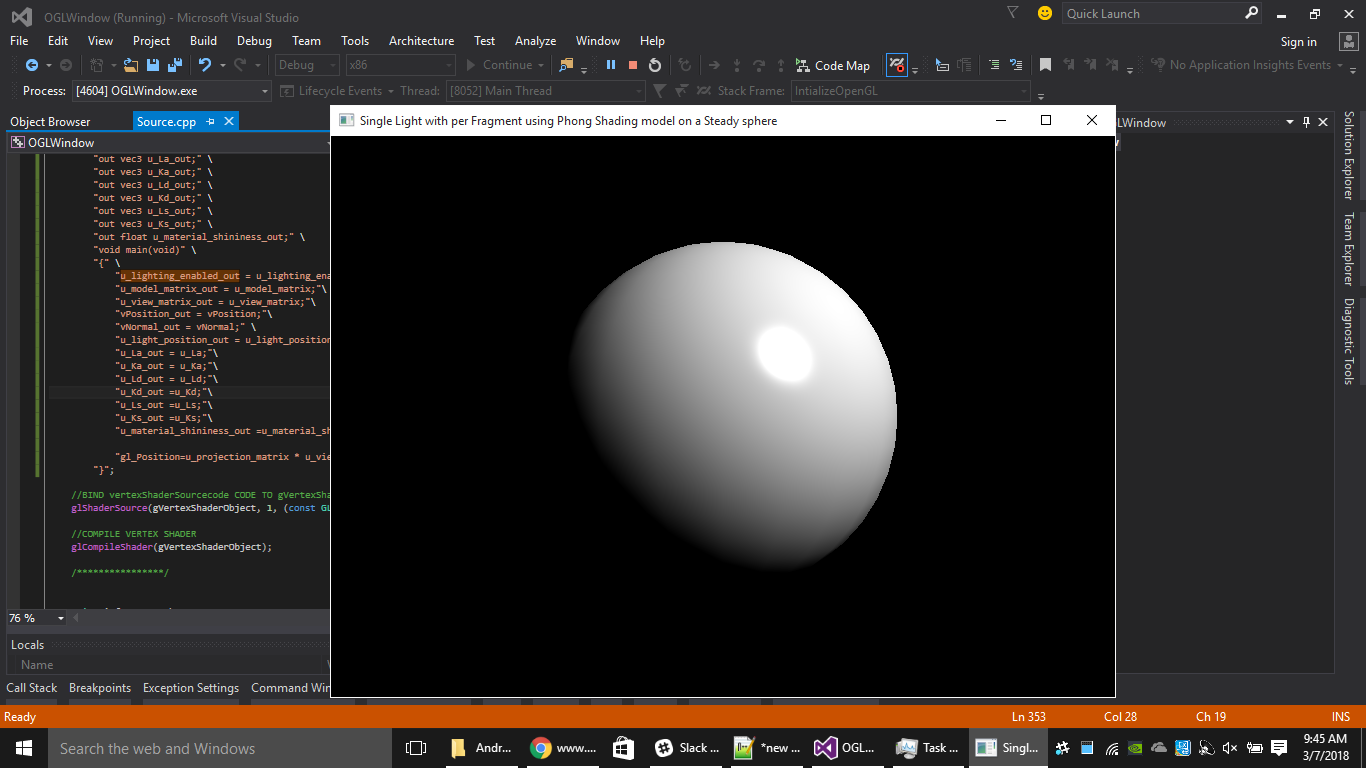 OGLWindow (Running) - Microsoft Visual Studio
Quick Launch
File Edit View Project Build Debug Team Tools Architecture Test Analyze Window Help
Sign in
Debug x86 Continue Code Map No Application Insights Events
Process: [4604] OGLWindow.exe Lifecycle Events Thread: [8052] Main Thread Stack Frame: IntializeOpenGL
Object Browser Source.cpp
Single Light with per Fragment using Phong Shading model on a Steady sphere
OGLWindow
"out vec3 u_La_out;" \
"out vec3 u_Ka_out;" \
"out vec3 u_Ld_out;" \
"out vec3 u_Kd_out;" \
"out vec3 u_Ls_out;" \
"out vec3 u_Ks_out;" \
"out float u_material_shininess_out;" \
"void main(void)" \
"{" \
"u_lighting_enabled_out = u_lighting_ena
"u_model_matrix_out = u_model_matrix;"\
"u_view_matrix_out = u_view_matrix;"\
"vPosition_out = vPosition;"\
"vNormal_out = vNormal;" \
"u_light_position_out = u_light_position
"u_La_out = u_La;"\
"u_Ka_out = u_Ka;"\
"u_Ld_out = u_Ld;"\
"u_Kd_out =u_Kd;"\
"u_Ls_out =u_Ls;"\
"u_Ks_out =u_Ks;"\
"u_material_shininess_out =u_material_sh
"gl_Position=u_projection_matrix * u_vie
"}";
//BIND vertexShaderSourcecode CODE TO gVertexSha
glShaderSource(gVertexShaderObject, 1, (const GL
//COMPILE VERTEX SHADER
glCompileShader(gVertexShaderObject);
/****************/
76 %
Locals
Name
Call Stack Breakpoints Exception Settings Command Win
LWindow
Solution Explorer
Team Explorer
Diagnostic Tools
Ready Ln 353 Col 28 Ch 19 INS
Search the web and Windows
Andr... www.... Slack ... *new ... OGL... Task ... Singl...
9:45 AM
3/7/2018